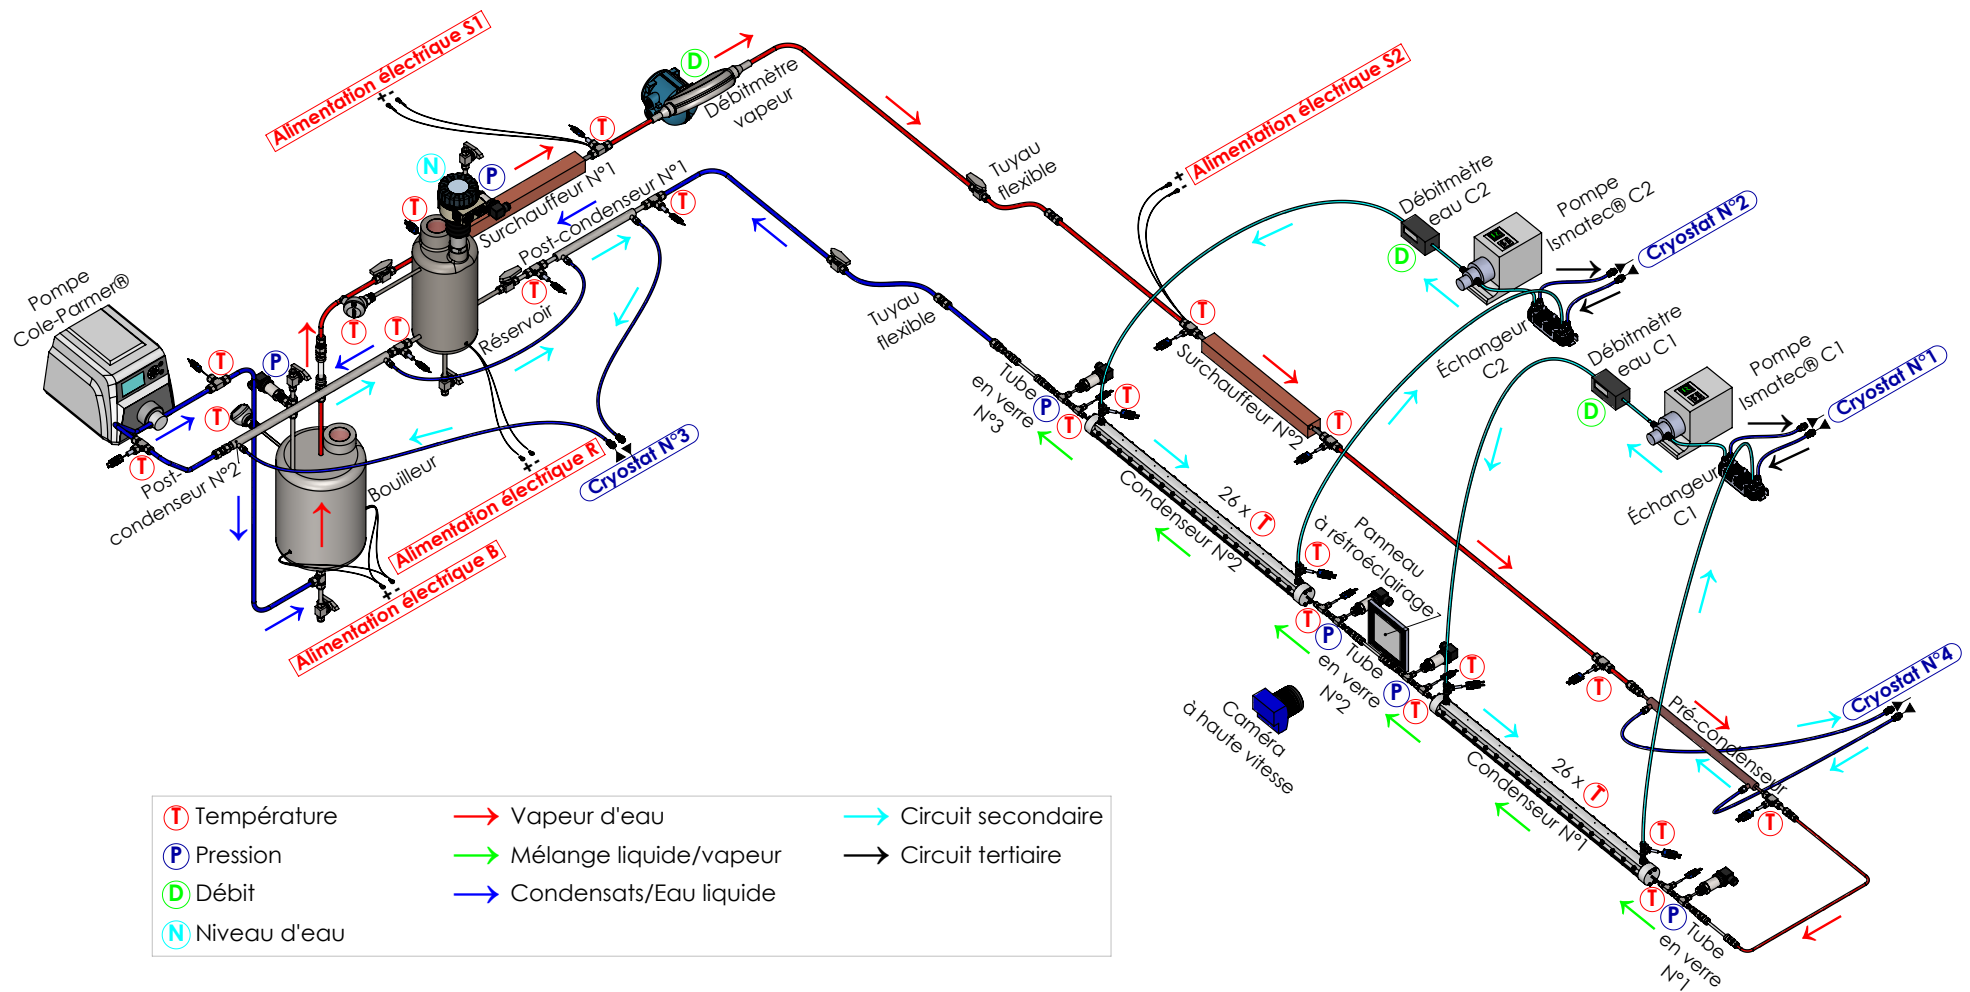 Alimentation électrique S1
D
Débitmètre
vapeur
T
N
P
T
Surchauffeur N°1
Post-condenseur N°1
T
Tuyau
flexible
Alimentation électrique S2
+ -
+
-
Débitmètre
eau C2
D
Pompe
Ismatec® C2
Cryostat N°2
Échangeur
C2
Débitmètre
eau C1
D
Pompe
Ismatec® C1
Cryostat N°1
Échangeur
C1
Pompe
Cole-Parmer®
T
P
T
T
T
T
T
Réservoir
Tuyau
flexible
Post-
condenseur N°2
Bouilleur
Alimentation électrique R
+ -
Cryostat N°3
Alimentation électrique B
+ -
Tube
en verre
N°3
P
T
T
T
Surchauffeur N°2
T
26 x T
Condenseur N°2
T
Panneau
à rétroéclairage
T
P
Tube
en verre
N°2
P
T
T
Caméra
à haute vitesse
T
Pré-condenseur
Cryostat N°4
T
26 x T
Condenseur N°1
T
T
P
Tube
en verre
N°1
T Température
P Pression
D Débit
N Niveau d'eau
Vapeur d'eau
Mélange liquide/vapeur
Condensats/Eau liquide
Circuit secondaire
Circuit tertiaire